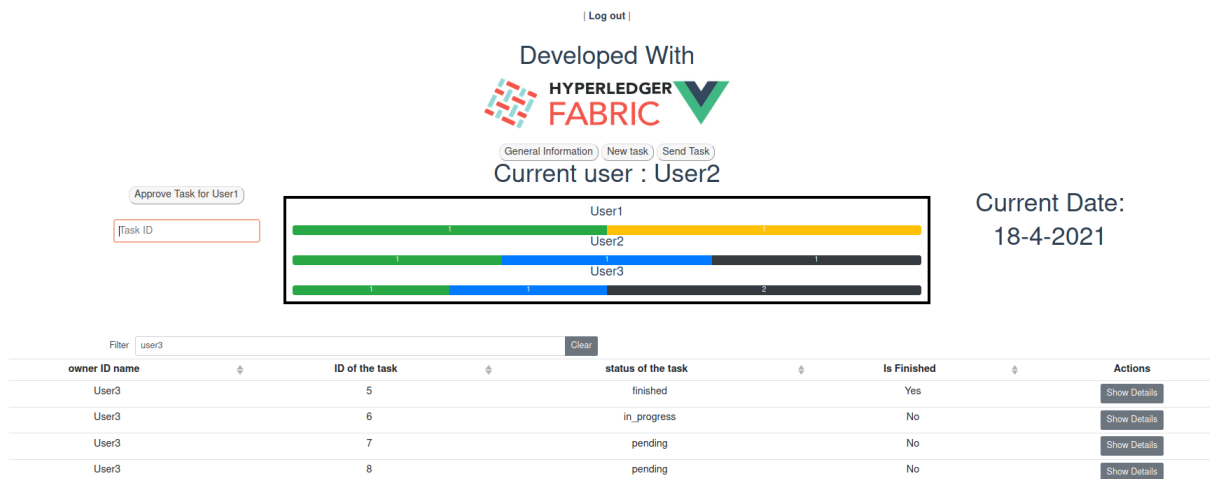 | Log out |
Developed With
HYPERLEDGER
FABRIC
General Information New task Send Task
Current user : User2
Approve Task for User1
Task ID
User1
1 1
User2
1 1 1
User3
1 1 2
Current Date:
18-4-2021
Filter user3 Clear
owner ID name ID of the task status of the task Is Finished Actions
User3 5 finished Yes Show Details
User3 6 in_progress No Show Details
User3 7 pending No Show Details
User3 8 pending No Show Details